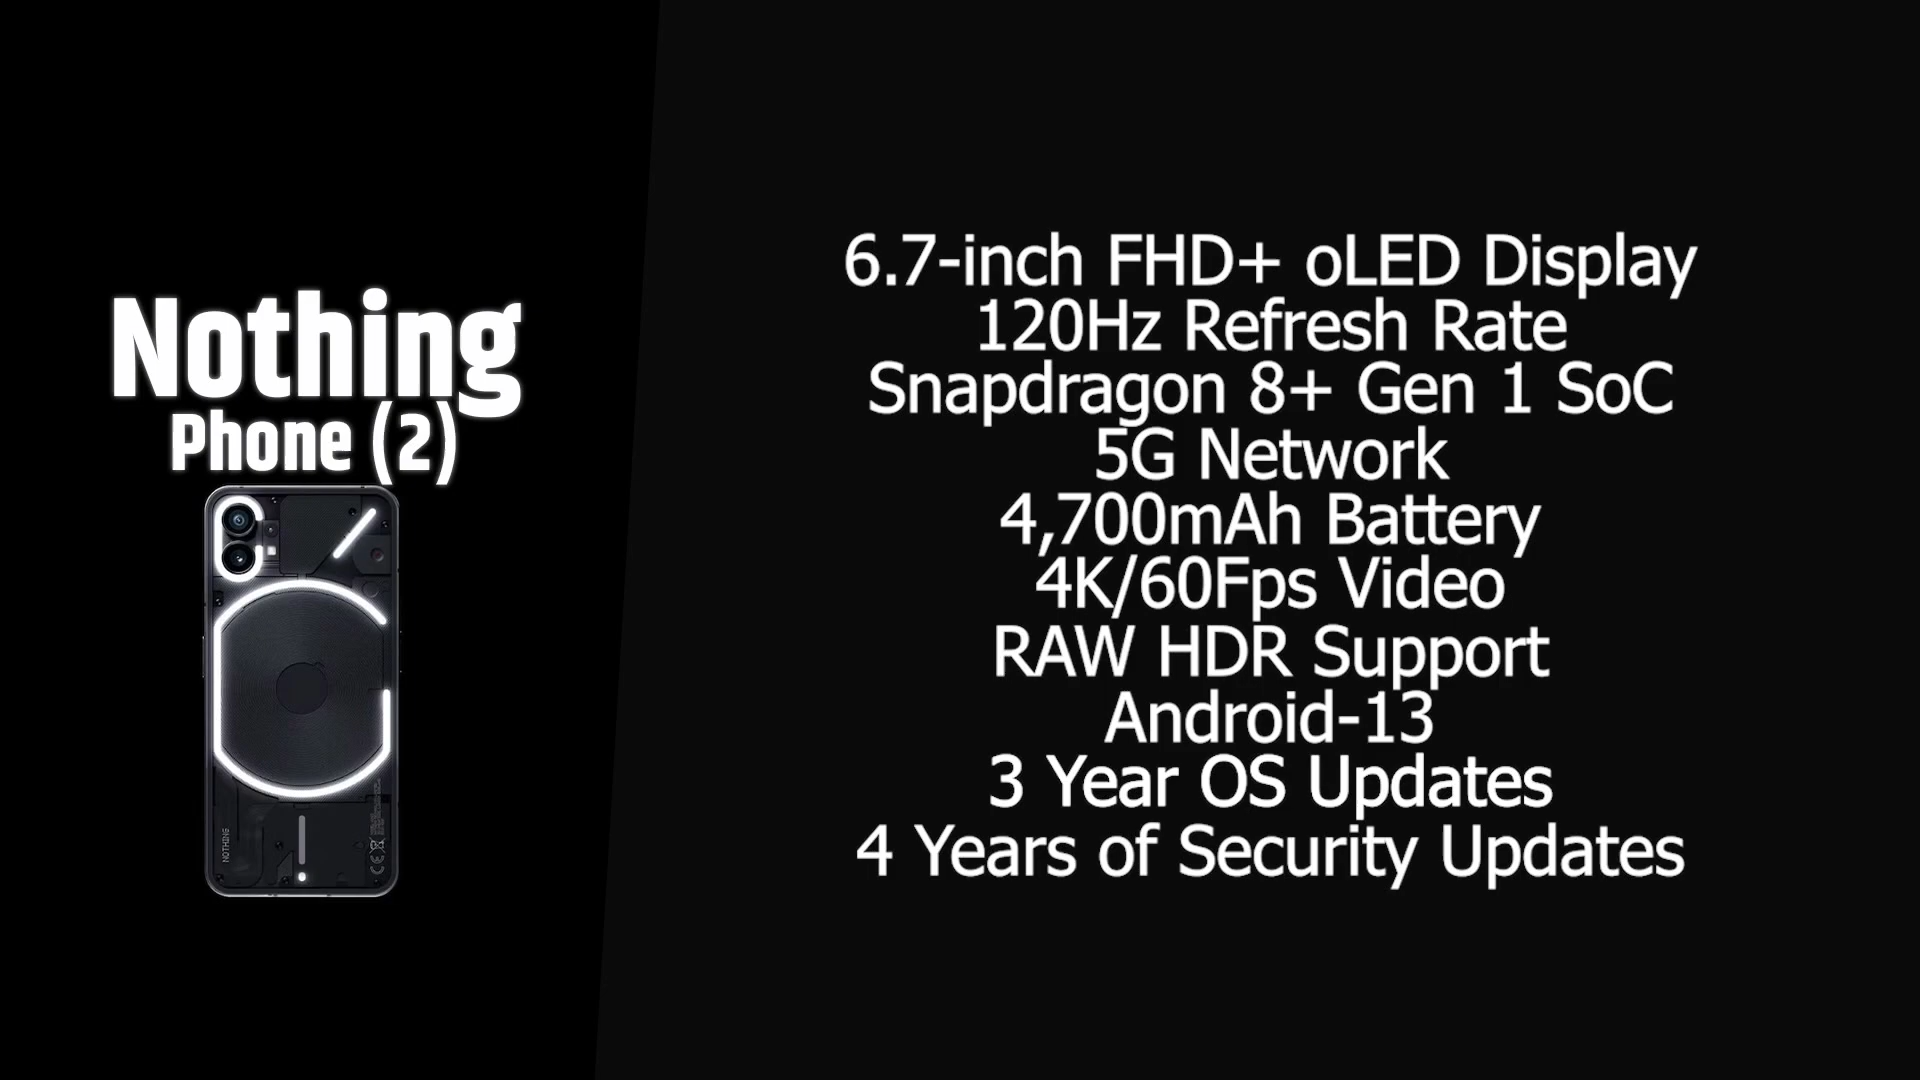 Nothing
Phone (2)
NOTHING
6.7-inch FHD+ oLED Display
120Hz Refresh Rate
Snapdragon 8+ Gen 1 SoC
5G Network
4,700mAh Battery
4K/60Fps Video
RAW HDR Support
Android-13
3 Year OS Updates
4 Years of Security Updates